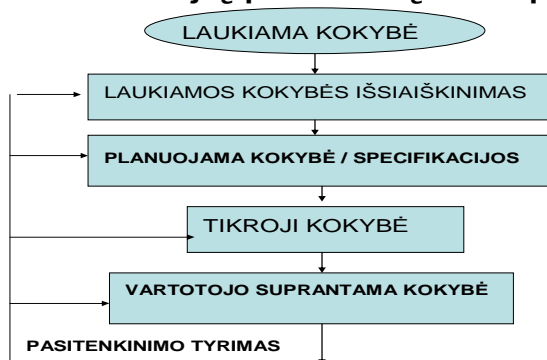 LAUKIAMA KOKYBĖ
LAUKIAMOS KOKYBĖS IŠSIAIŠKINIMAS
PLANUOJAMA KOKYBĖ / SPECIFIKACIJOS
TIKROJI KOKYBĖ
VARTOTOJO SUPRANTAMA KOKYBĖ
PASITENKINIMO TYRIMAS